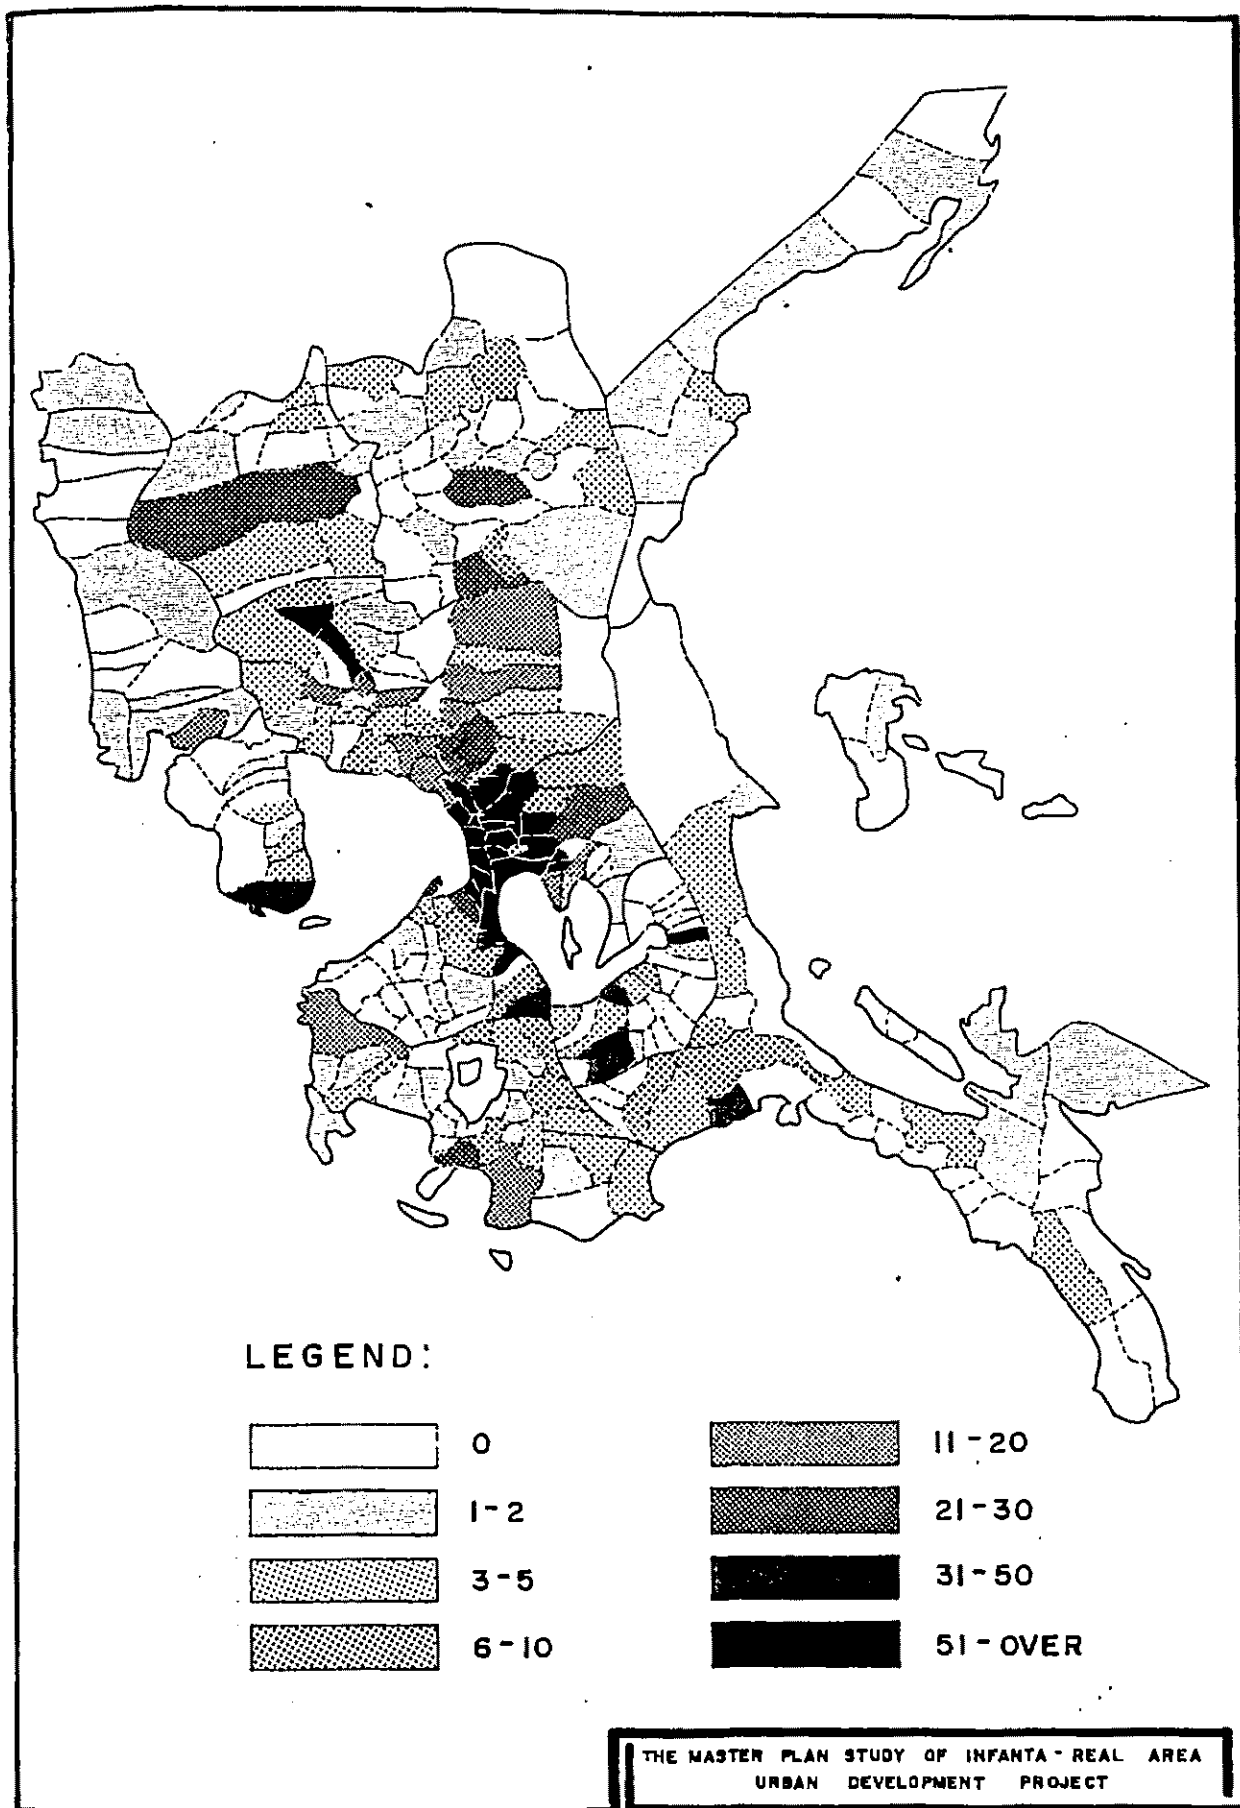 LEGEND:
0
1-2
3-5
6-10
11-20
21-30
31-50
51-OVER
THE MASTER PLAN STUDY OF INFANTA-REAL AREA
URBAN DEVELOPMENT PROJECT